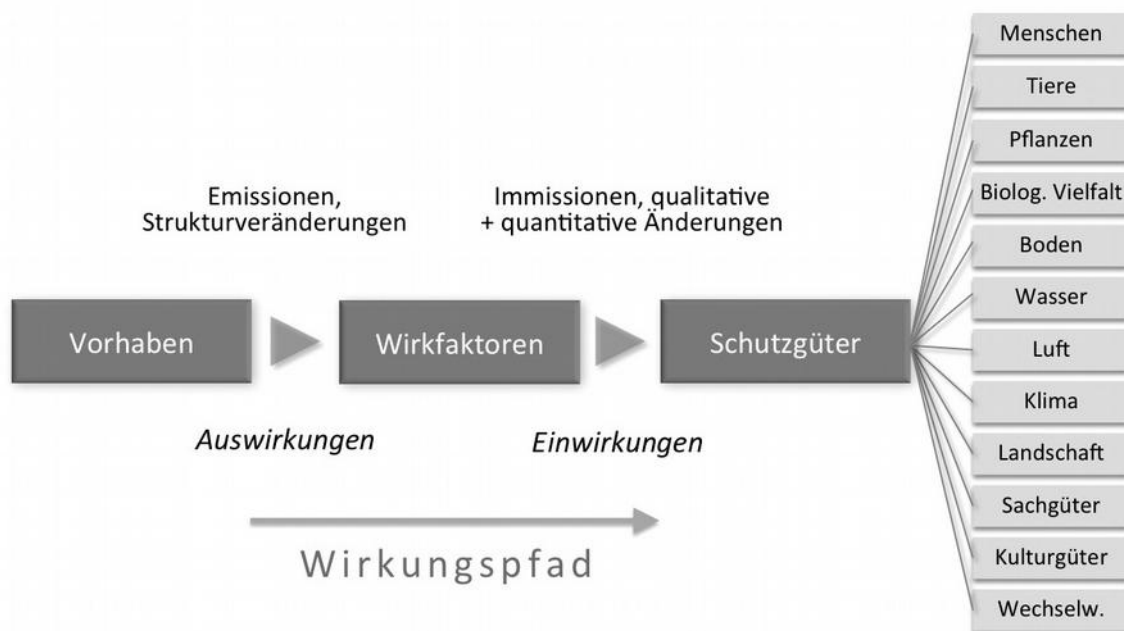 Emissionen,
Strukturveränderungen
Immissionen, qualitative
+ quantitative Änderungen
Vorhaben
Wirkfaktoren
Schutzgüter
Auswirkungen
Einwirkungen
Wirkungspfad
Menschen
Tiere
Pflanzen
Biolog. Vielfalt
Boden
Wasser
Luft
Klima
Landschaft
Sachgüter
Kulturgüter
Wechselw.